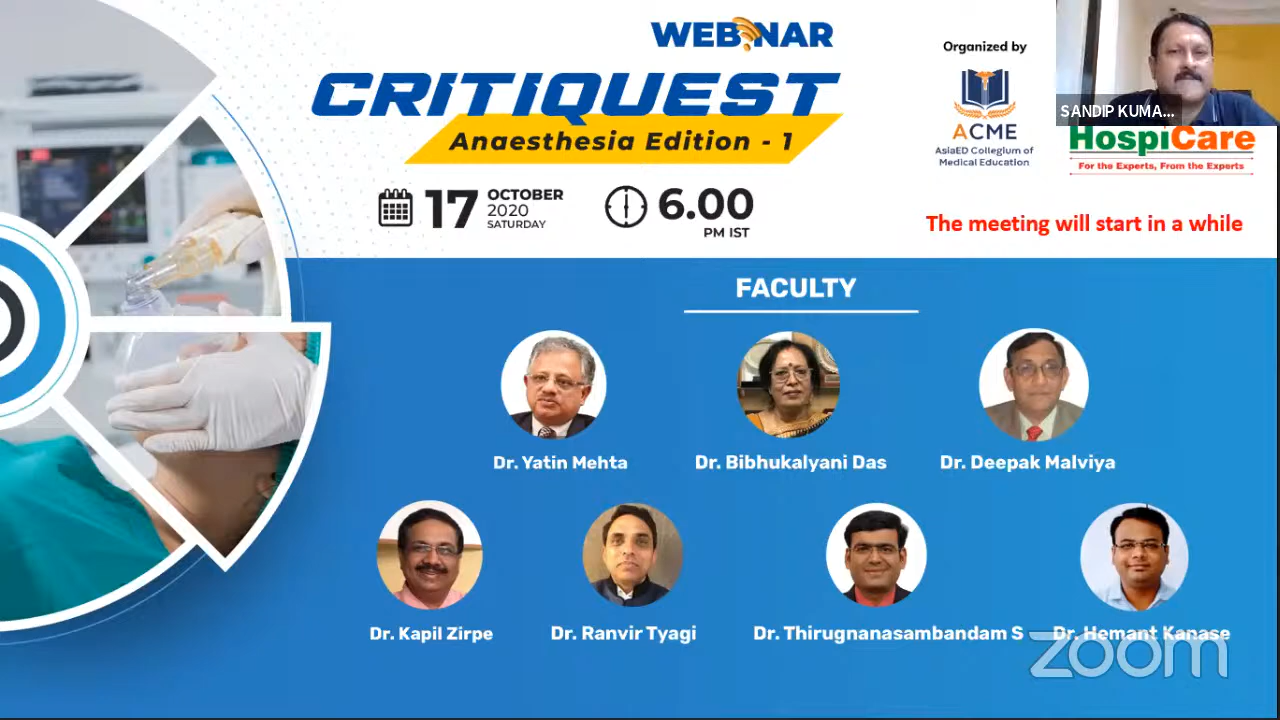 WEBINAR
CRITIQUEST
Anaesthesia Edition - 1
17 OCTOBER
2020
SATURDAY
6.00
PM IST
Organized by
ACME
AsiaED Collegium of
Medical Education
SANDIP KUMA...
HospiCare
For the Experts, From the Experts
The meeting will start in a while
FACULTY
Dr. Yatin Mehta
Dr. Bibhukalyani Das
Dr. Deepak Malviya
Dr. Kapil Zirpe
Dr. Ranvir Tyagi
Dr. Thirugnanasambandam S
Dr. Hemant Kanase
zoom